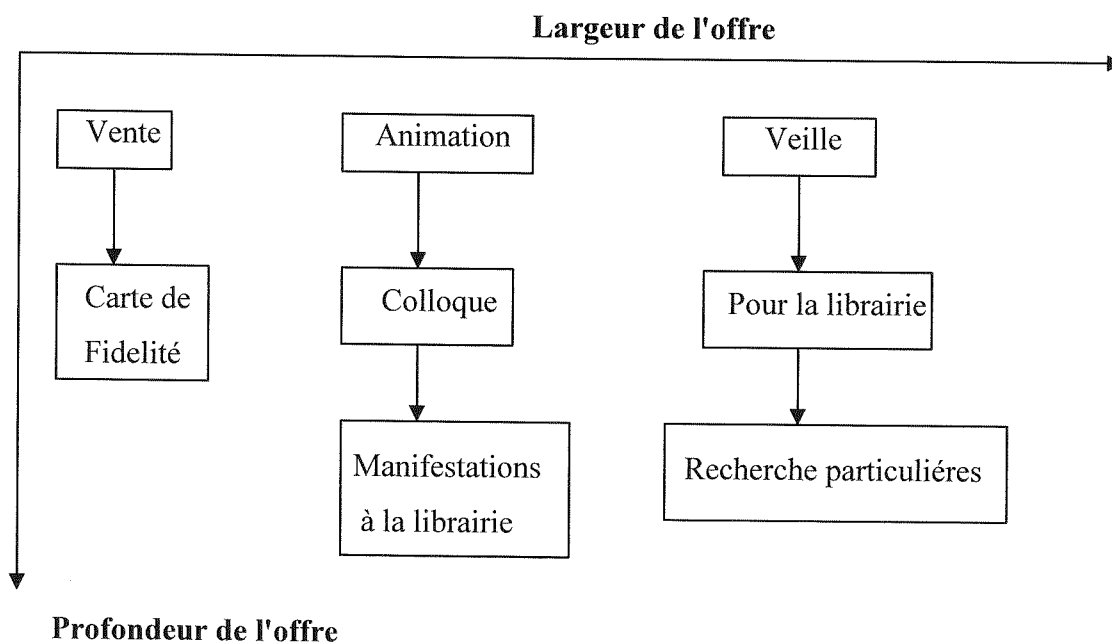 Largeur de l'offre
Vente
Animation
Veille
Carte de
Fidelité
Colloque
Pour la librairie
Manifestations
à la librairie
Recherche particuliéres
Profondeur de l'offre